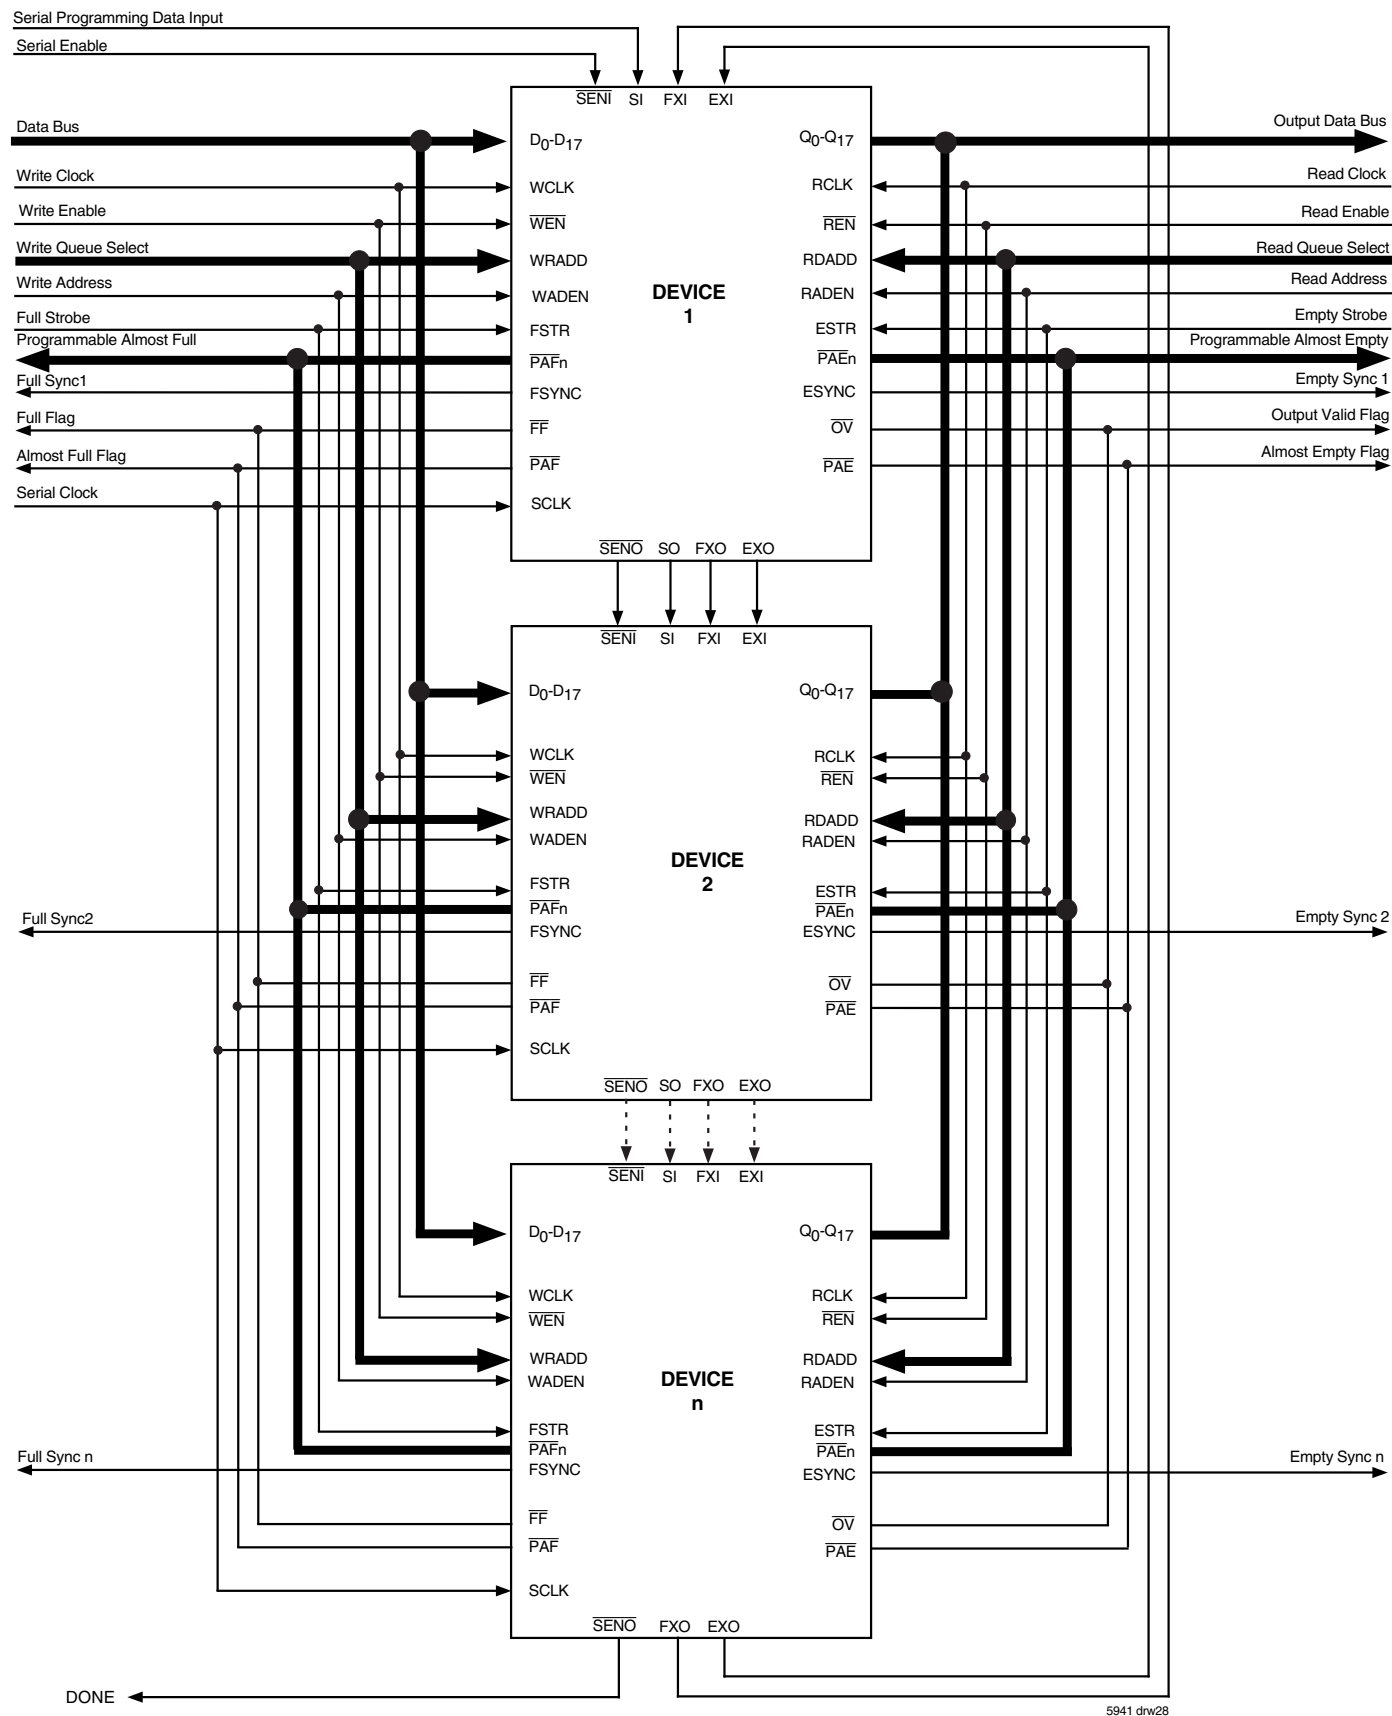 Serial Programming Data Input
Serial Enable
SENI SI FXI EXI
Data Bus D0-D17 Q0-Q17 Output Data Bus
Write Clock WCLK RCLK Read Clock
Write Enable WEN REN Read Enable
Write Queue Select WRADD RDADD Read Queue Select
Write Address WADEN RADEN Read Address
DEVICE
1
Full Strobe FSTR ESTR Empty Strobe
Programmable Almost Full PAFn PAEn Programmable Almost Empty
Full Sync1 FSYNC ESYNC Empty Sync 1
Full Flag FF OV Output Valid Flag
Almost Full Flag PAF PAE Almost Empty Flag
Serial Clock SCLK
SENO SO FXO EXO
SENI SI FXI EXI
D0-D17 Q0-Q17
WCLK RCLK
WEN REN
WRADD RDADD
WADEN RADEN
DEVICE
2
FSTR ESTR
PAFn PAEn
Full Sync2 FSYNC ESYNC Empty Sync 2
FF OV
PAF PAE
SCLK
SENO SO FXO EXO
SENI SI FXI EXI
D0-D17 Q0-Q17
WCLK RCLK
WEN REN
WRADD RDADD
WADEN RADEN
DEVICE
n
FSTR ESTR
PAFn PAEn
Full Sync n FSYNC ESYNC Empty Sync n
FF OV
PAF PAE
SCLK
SENO FXO EXO
DONE
5941 drw28